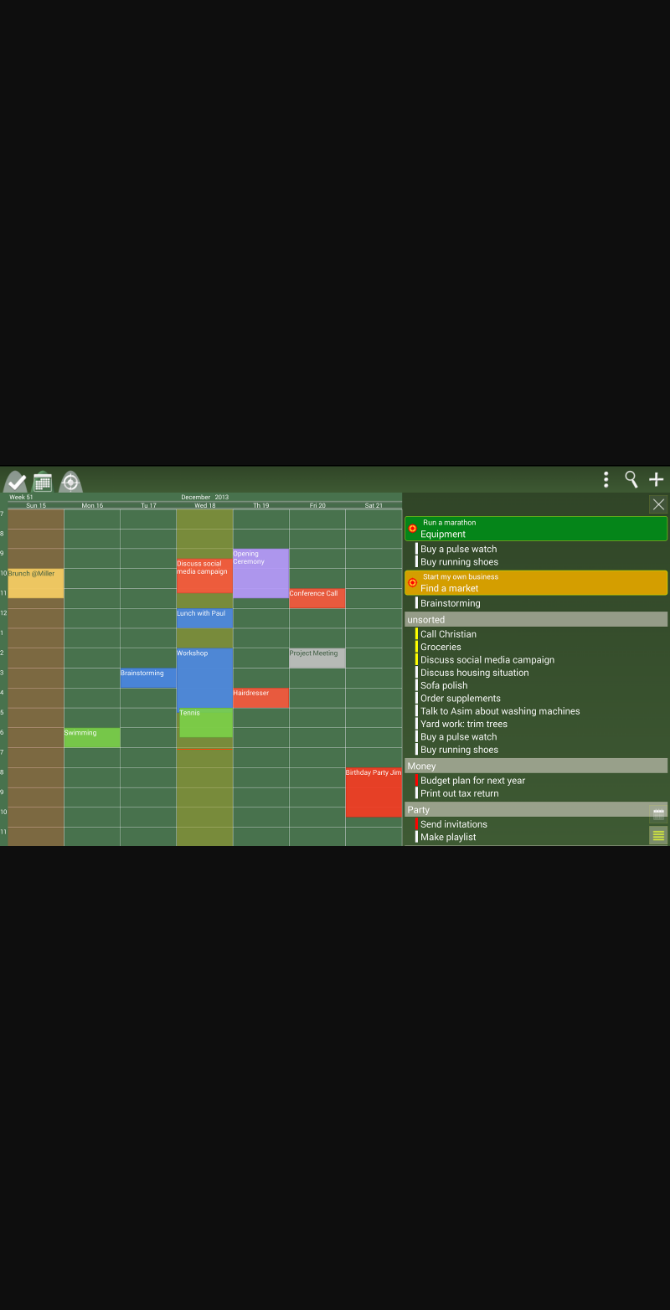 Week 51 December 2013
Sun 15 Mon 16 Tu 17 Wed 18 Th 19 Fri 20 Sat 21
7
8
9
10
11
12
1
2
3
4
5
6
7
8
9
10
11
Brunch @Miller
Swimming
Brainstorming
Discuss social
media campaign
Lunch with Paul
Workshop
Tennis
Opening
Ceremony
Hairdresser
Conference Call
Project Meeting
Birthday Party Jim
Run a marathon
Equipment
Buy a pulse watch
Buy running shoes
Start my own business
Find a market
Brainstorming
unsorted
Call Christian
Groceries
Discuss social media campaign
Discuss housing situation
Sofa polish
Order supplements
Talk to Asim about washing machines
Yard work: trim trees
Buy a pulse watch
Buy running shoes
Money
Budget plan for next year
Print out tax return
Party
Send invitations
Make playlist